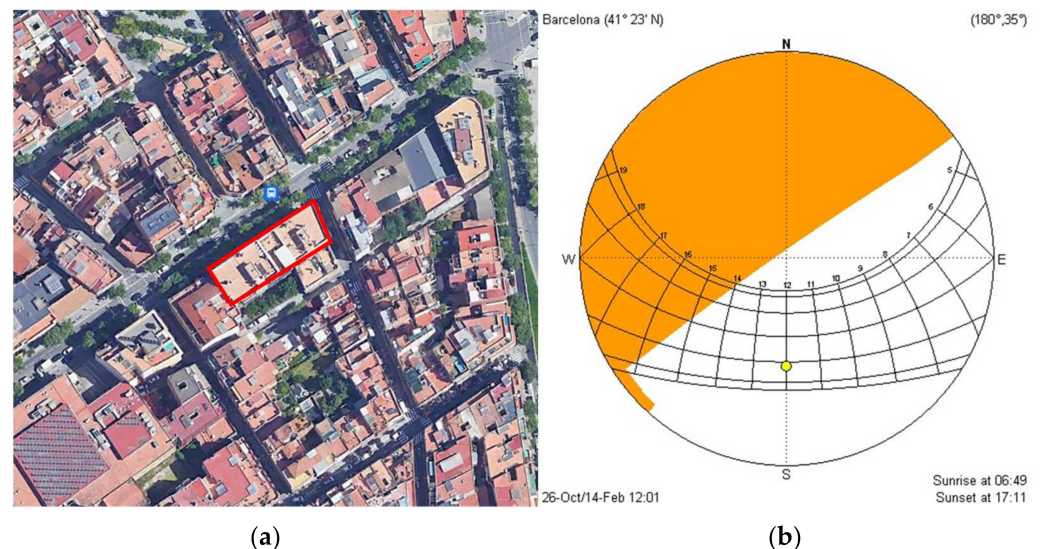 Barcelona (41° 23' N)
(180°,35°)
N
19
18
17
16
15
14
13
12
11
10
9
8
7
6
5
W
E
S
26-Oct/14-Feb 12:01
Sunrise at 06:49
Sunset at 17:11
(a)
(b)